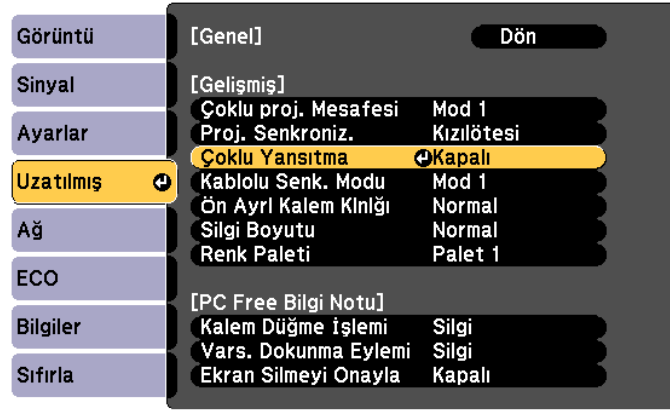 Görüntü
Sinyal
Ayarlar
Uzatılmış
Ağ
ECO
Bilgiler
Sıfırla
[Genel] Dön
[Gelişmiş]
Çoklu proj. Mesafesi Mod 1
Proj. Senkroniz. Kızılötesi
Çoklu Yansıtma Kapalı
Kablolu Senk. Modu Mod 1
Ön Ayrl Kalem Klnlğı Normal
Silgi Boyutu Normal
Renk Paleti Palet 1
[PC Free Bilgi Notu]
Kalem Düğme İşlemi Silgi
Vars. Dokunma Eylemi Silgi
Ekran Silmeyi Onayla Kapalı